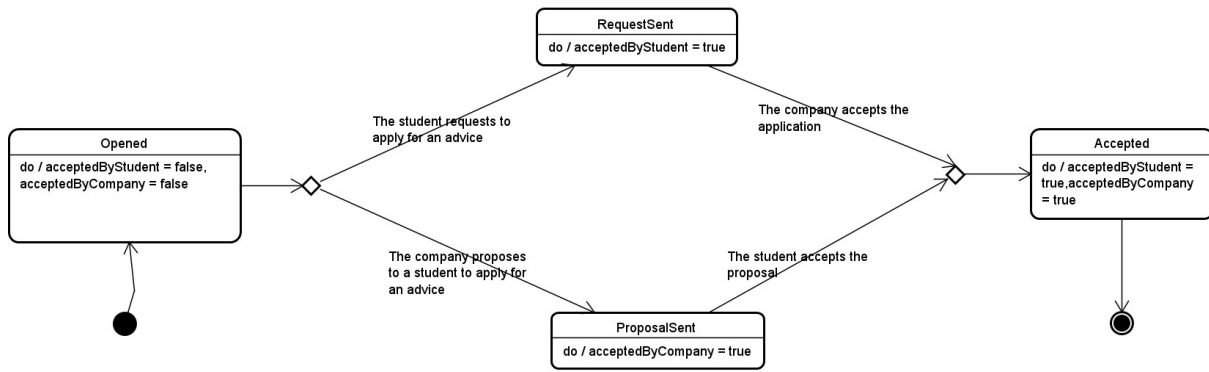 RequestSent
do / acceptedByStudent = true
The student requests to
apply for an advice
The company accepts the
application
Opened
do / acceptedByStudent = false,
acceptedByCompany = false
Accepted
do / acceptedByStudent =
true,acceptedByCompany
= true
The company proposes
to a student to apply for
an advice
The student accepts the
proposal
ProposalSent
do / acceptedByCompany = true